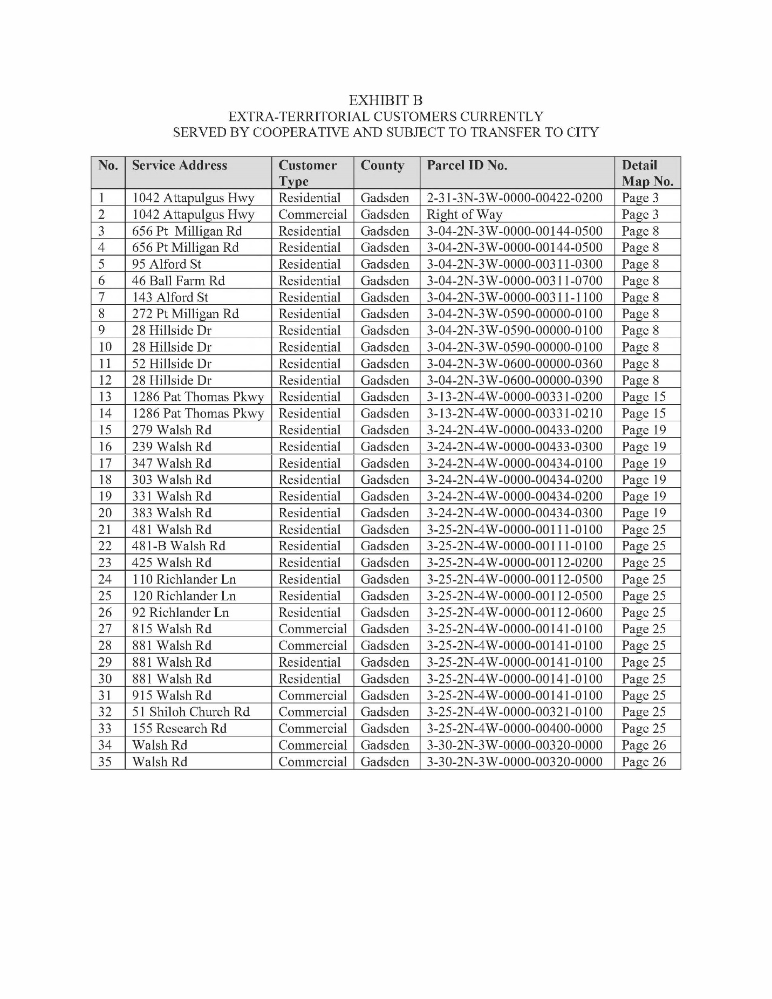 EXHIBIT B
EXTRA-TERRITORIAL CUSTOMERS CURRENTLY
SERVED BY COOPERATIVE AND SUBJECT TO TRANSFER TO CITY
No. Service Address Customer Type County Parcel ID No. Detail Map No.
1 1042 Attapulgus Hwy Residential Gadsden 2-31-3N-3W-0000-00422-0200 Page 3
2 1042 Attapulgus Hwy Commercial Gadsden Right of Way Page 3
3 656 Pt Milligan Rd Residential Gadsden 3-04-2N-3W-0000-00144-0500 Page 8
4 656 Pt Milligan Rd Residential Gadsden 3-04-2N-3W-0000-00144-0500 Page 8
5 95 Alford St Residential Gadsden 3-04-2N-3W-0000-00311-0300 Page 8
6 46 Ball Farm Rd Residential Gadsden 3-04-2N-3W-0000-00311-0700 Page 8
7 143 Alford St Residential Gadsden 3-04-2N-3W-0000-00311-1100 Page 8
8 272 Pt Milligan Rd Residential Gadsden 3-04-2N-3W-0590-00000-0100 Page 8
9 28 Hillside Dr Residential Gadsden 3-04-2N-3W-0590-00000-0100 Page 8
10 28 Hillside Dr Residential Gadsden 3-04-2N-3W-0590-00000-0100 Page 8
11 52 Hillside Dr Residential Gadsden 3-04-2N-3W-0600-00000-0360 Page 8
12 28 Hillside Dr Residential Gadsden 3-04-2N-3W-0600-00000-0390 Page 8
13 1286 Pat Thomas Pkwy Residential Gadsden 3-13-2N-4W-0000-00331-0200 Page 15
14 1286 Pat Thomas Pkwy Residential Gadsden 3-13-2N-4W-0000-00331-0210 Page 15
15 279 Walsh Rd Residential Gadsden 3-24-2N-4W-0000-00433-0200 Page 19
16 239 Walsh Rd Residential Gadsden 3-24-2N-4W-0000-00433-0300 Page 19
17 347 Walsh Rd Residential Gadsden 3-24-2N-4W-0000-00434-0100 Page 19
18 303 Walsh Rd Residential Gadsden 3-24-2N-4W-0000-00434-0200 Page 19
19 331 Walsh Rd Residential Gadsden 3-24-2N-4W-0000-00434-0200 Page 19
20 383 Walsh Rd Residential Gadsden 3-24-2N-4W-0000-00434-0300 Page 19
21 481 Walsh Rd Residential Gadsden 3-25-2N-4W-0000-00111-0100 Page 25
22 481-B Walsh Rd Residential Gadsden 3-25-2N-4W-0000-00111-0100 Page 25
23 425 Walsh Rd Residential Gadsden 3-25-2N-4W-0000-00112-0200 Page 25
24 110 Richlander Ln Residential Gadsden 3-25-2N-4W-0000-00112-0500 Page 25
25 120 Richlander Ln Residential Gadsden 3-25-2N-4W-0000-00112-0500 Page 25
26 92 Richlander Ln Residential Gadsden 3-25-2N-4W-0000-00112-0600 Page 25
27 815 Walsh Rd Commercial Gadsden 3-25-2N-4W-0000-00141-0100 Page 25
28 881 Walsh Rd Commercial Gadsden 3-25-2N-4W-0000-00141-0100 Page 25
29 881 Walsh Rd Residential Gadsden 3-25-2N-4W-0000-00141-0100 Page 25
30 881 Walsh Rd Residential Gadsden 3-25-2N-4W-0000-00141-0100 Page 25
31 915 Walsh Rd Commercial Gadsden 3-25-2N-4W-0000-00141-0100 Page 25
32 51 Shiloh Church Rd Commercial Gadsden 3-25-2N-4W-0000-00321-0100 Page 25
33 155 Research Rd Commercial Gadsden 3-25-2N-4W-0000-00400-0000 Page 25
34 Walsh Rd Commercial Gadsden 3-30-2N-3W-0000-00320-0000 Page 26
35 Walsh Rd Commercial Gadsden 3-30-2N-3W-0000-00320-0000 Page 26